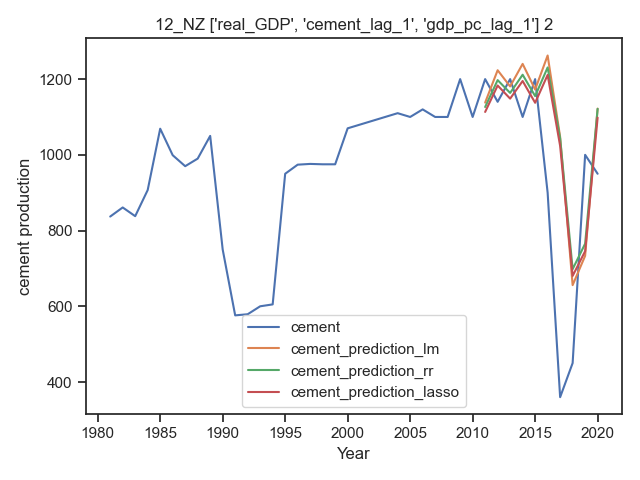 12_NZ ['real_GDP', 'cement_lag_1', 'gdp_pc_lag_1'] 2
cement production
1200
1000
800
600
400
cement
cement_prediction_lm
cement_prediction_rr
cement_prediction_lasso
1980 1985 1990 1995 2000 2005 2010 2015 2020
Year